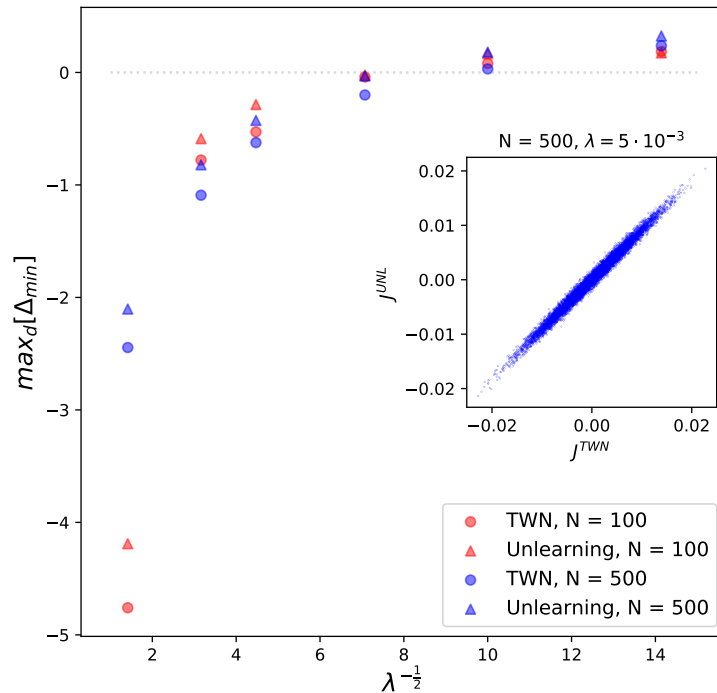 0
−1
−2
−3
−4
−5
max_d[Δ_min]
2
4
6
8
10
12
14
λ^{-\frac{1}{2}}
N = 500, λ = 5 · 10^{−3}
0.02
0.01
0.00
−0.01
−0.02
J^{UNL}
−0.02
0.00
0.02
J^{TWN}
TWN, N = 100
Unlearning, N = 100
TWN, N = 500
Unlearning, N = 500